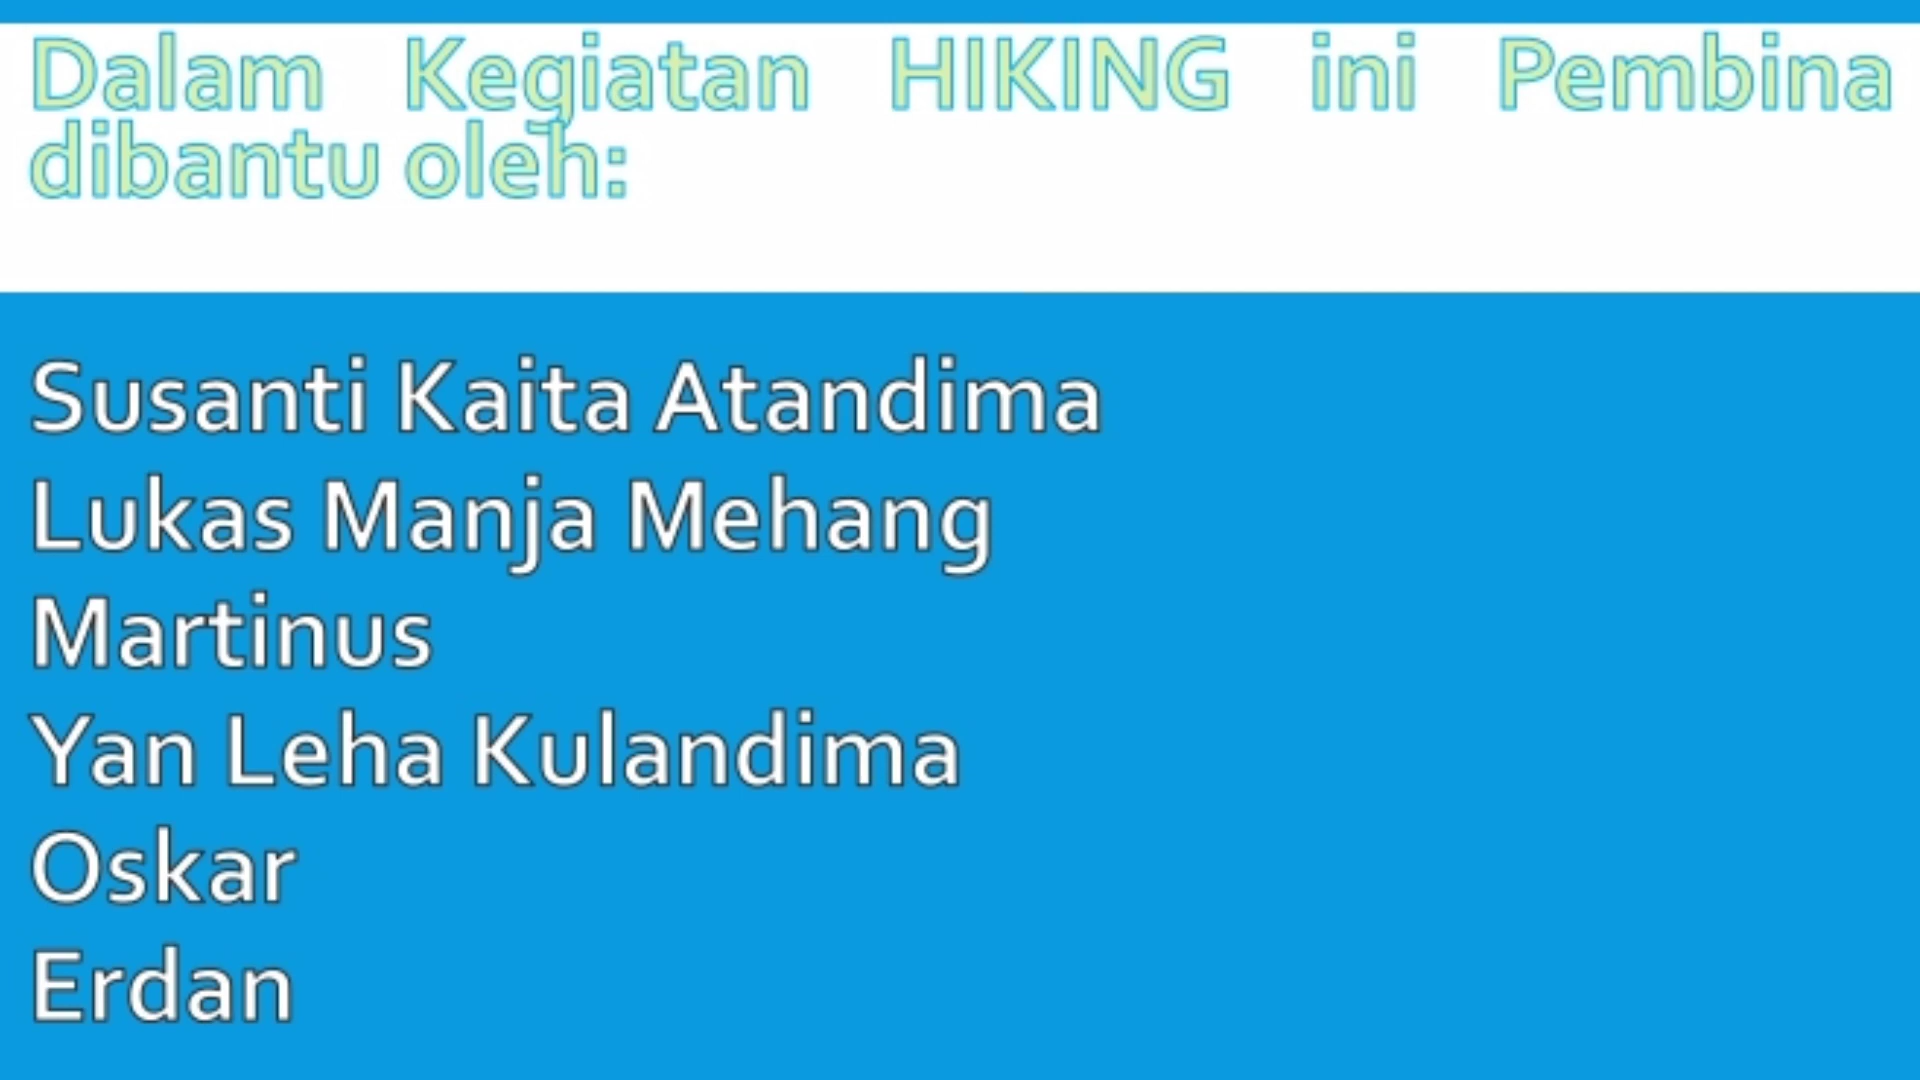 Dalam Kegiatan HIKING ini Pembina
dibantu oleh:
Susanti Kaita Atandima
Lukas Manja Mehang
Martinus
Yan Leha Kulandima
Oskar
Erdan